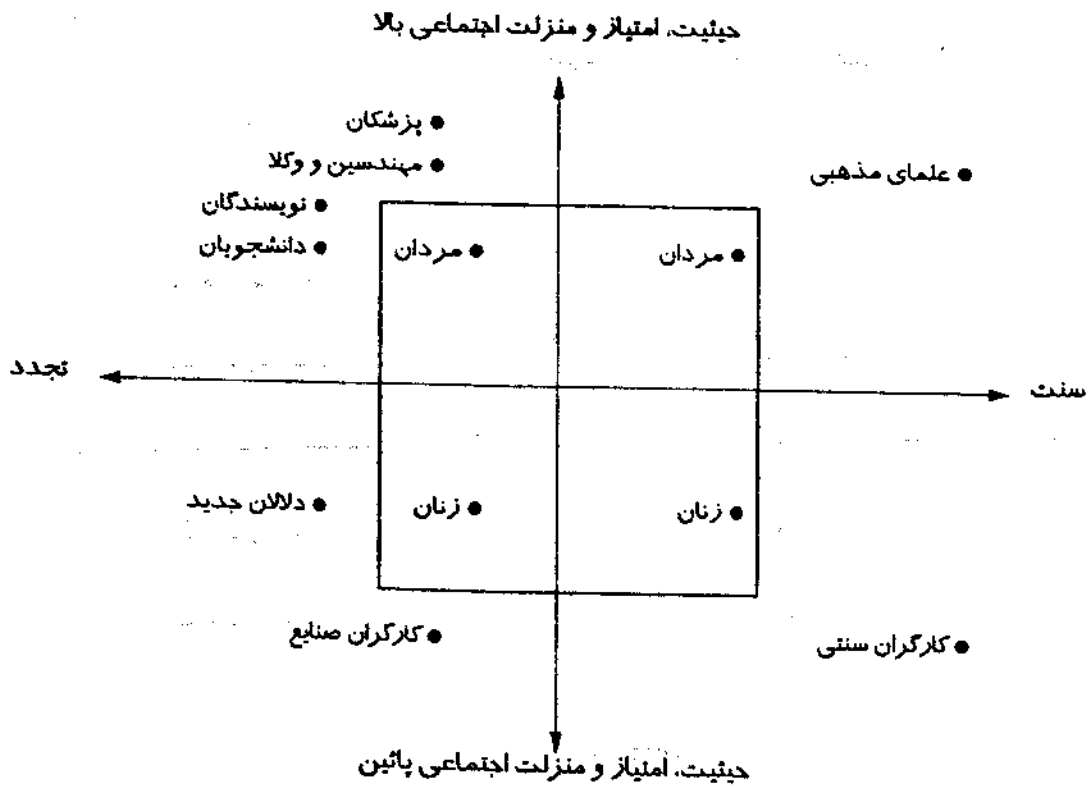 حیثیت، امتیاز و منزلت اجتماعی بالا
پزشکان
علمای مذهبی
مهندسین و وکلا
نویسندگان
مردان
مردان
دانشجویان
سنت
تجدد
زنان
زنان
دلالان جدید
کارگران سنتی
کارگران صنایع
حیثیت، امتیاز و منزلت اجتماعی پائین